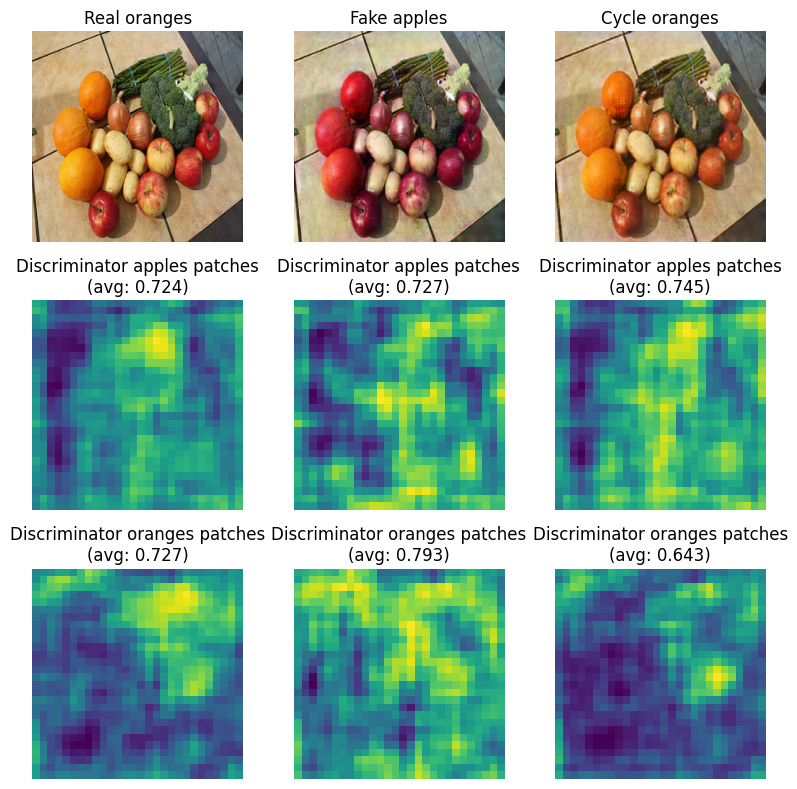 Real oranges
Fake apples
Cycle oranges
Discriminator apples patches
(avg: 0.724)
Discriminator apples patches
(avg: 0.727)
Discriminator apples patches
(avg: 0.745)
Discriminator oranges patches
(avg: 0.727)
Discriminator oranges patches
(avg: 0.793)
Discriminator oranges patches
(avg: 0.643)